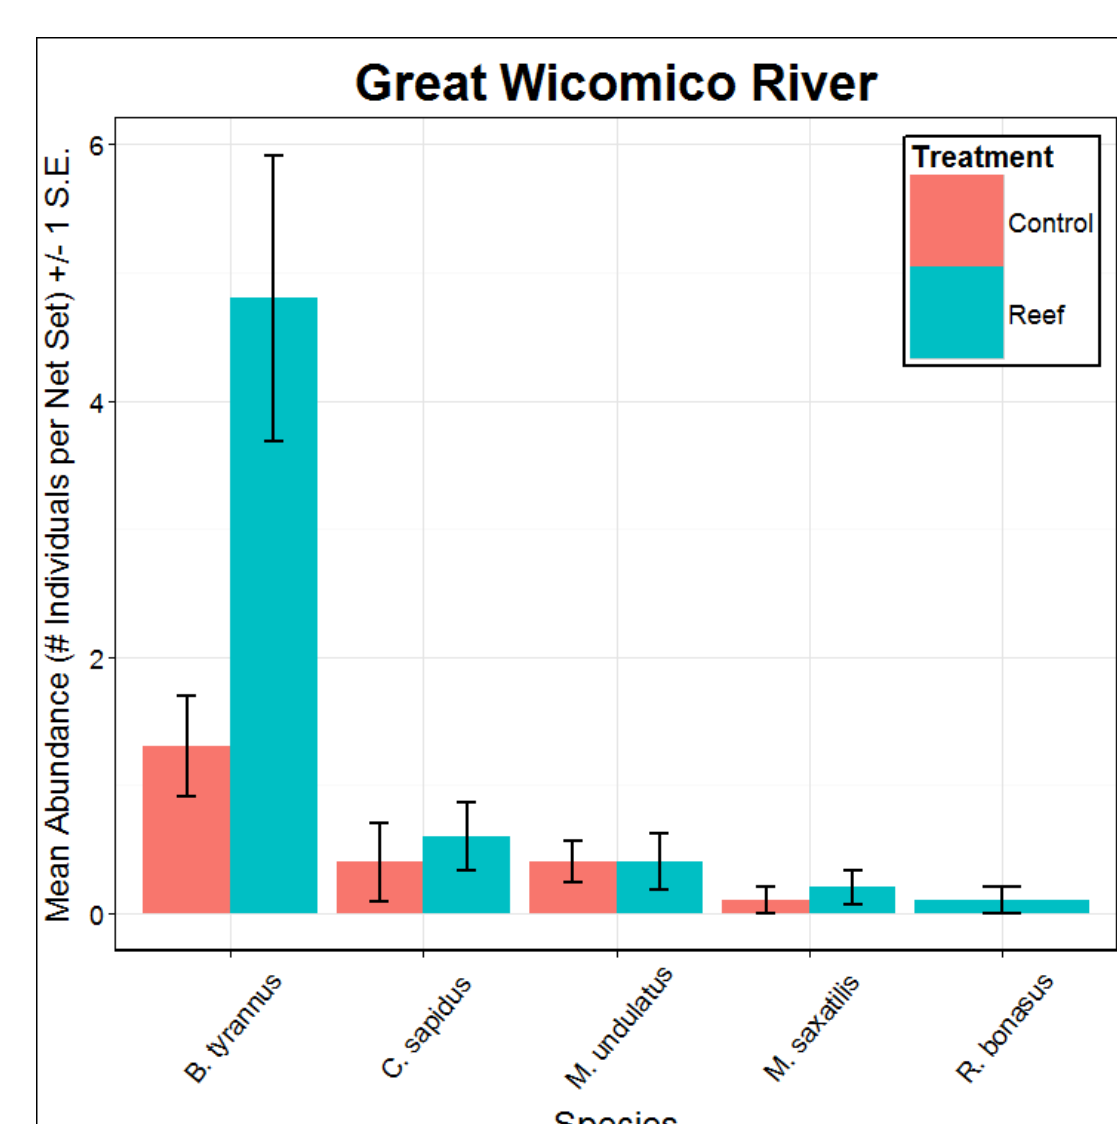 Great Wicomico River
Mean Abundance (# Individuals per Net Set) +/- 1 S.E.
6
4
2
0
Treatment
Control
Reef
B. tyrannus
C. sapidus
M. undulatus
M. saxatilis
R. bonasus
Species